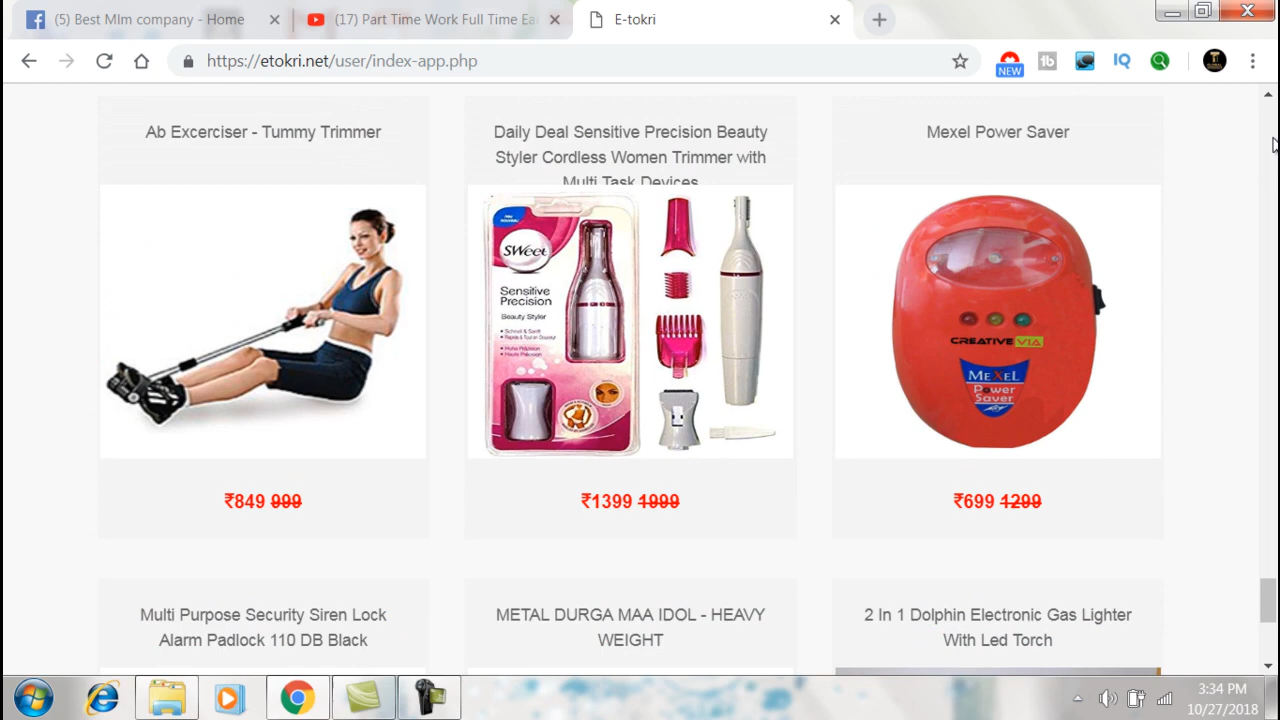 (5) Best Mlm company - Home
(17) Part Time Work Full Time Ea
E-tokri
https://etokri.net/user/index-app.php
NEW
Ab Excerciser - Tummy Trimmer
Daily Deal Sensitive Precision Beauty
Styler Cordless Women Trimmer with
Multi Task Devices
Mexel Power Saver
SWEET
Sensitive
Precision
Beauty Styler
CREATIVE VIA
MEXEL
Power
Saver
₹849 999
₹1399 1999
₹699 1299
Multi Purpose Security Siren Lock
Alarm Padlock 110 DB Black
METAL DURGA MAA IDOL - HEAVY
WEIGHT
2 In 1 Dolphin Electronic Gas Lighter
With Led Torch
3:34 PM
10/27/2018